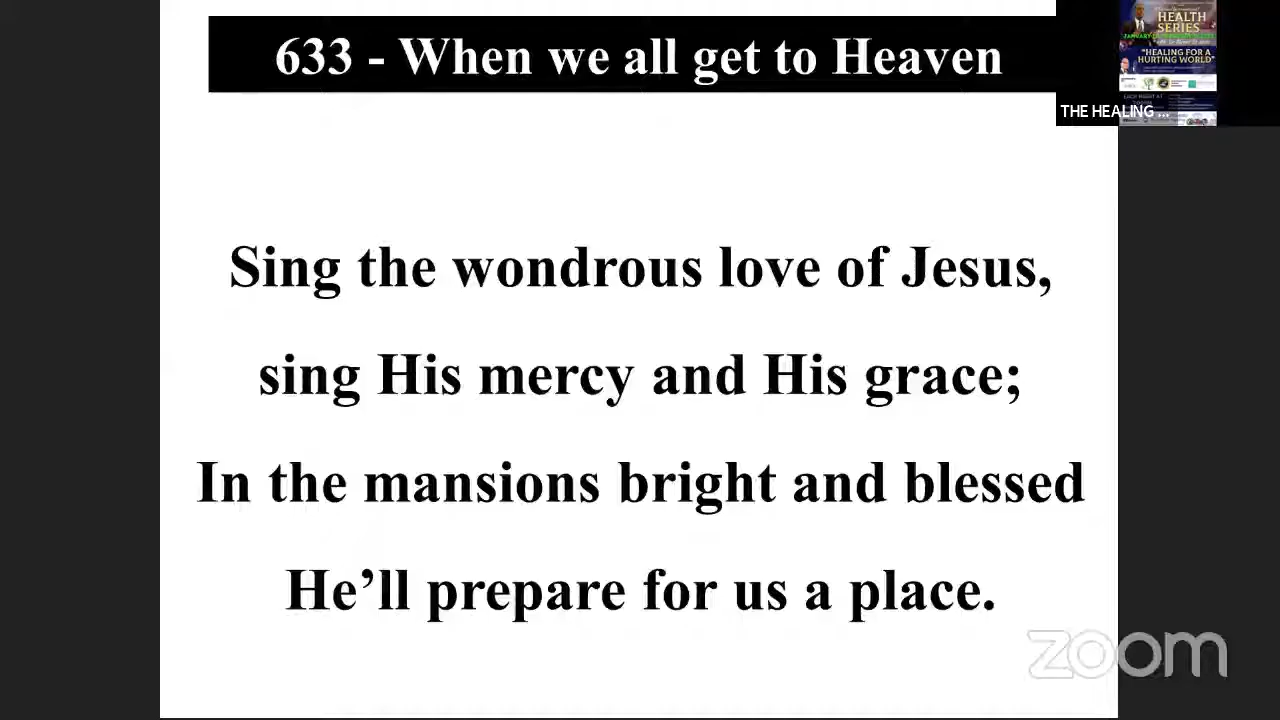 633 - When we all get to Heaven
HEALTH
SERIES
"HEALING FOR A
HURTING WORLD"
THE HEALING ...
Sing the wondrous love of Jesus,
sing His mercy and His grace;
In the mansions bright and blessed
He’ll prepare for us a place.
zoom